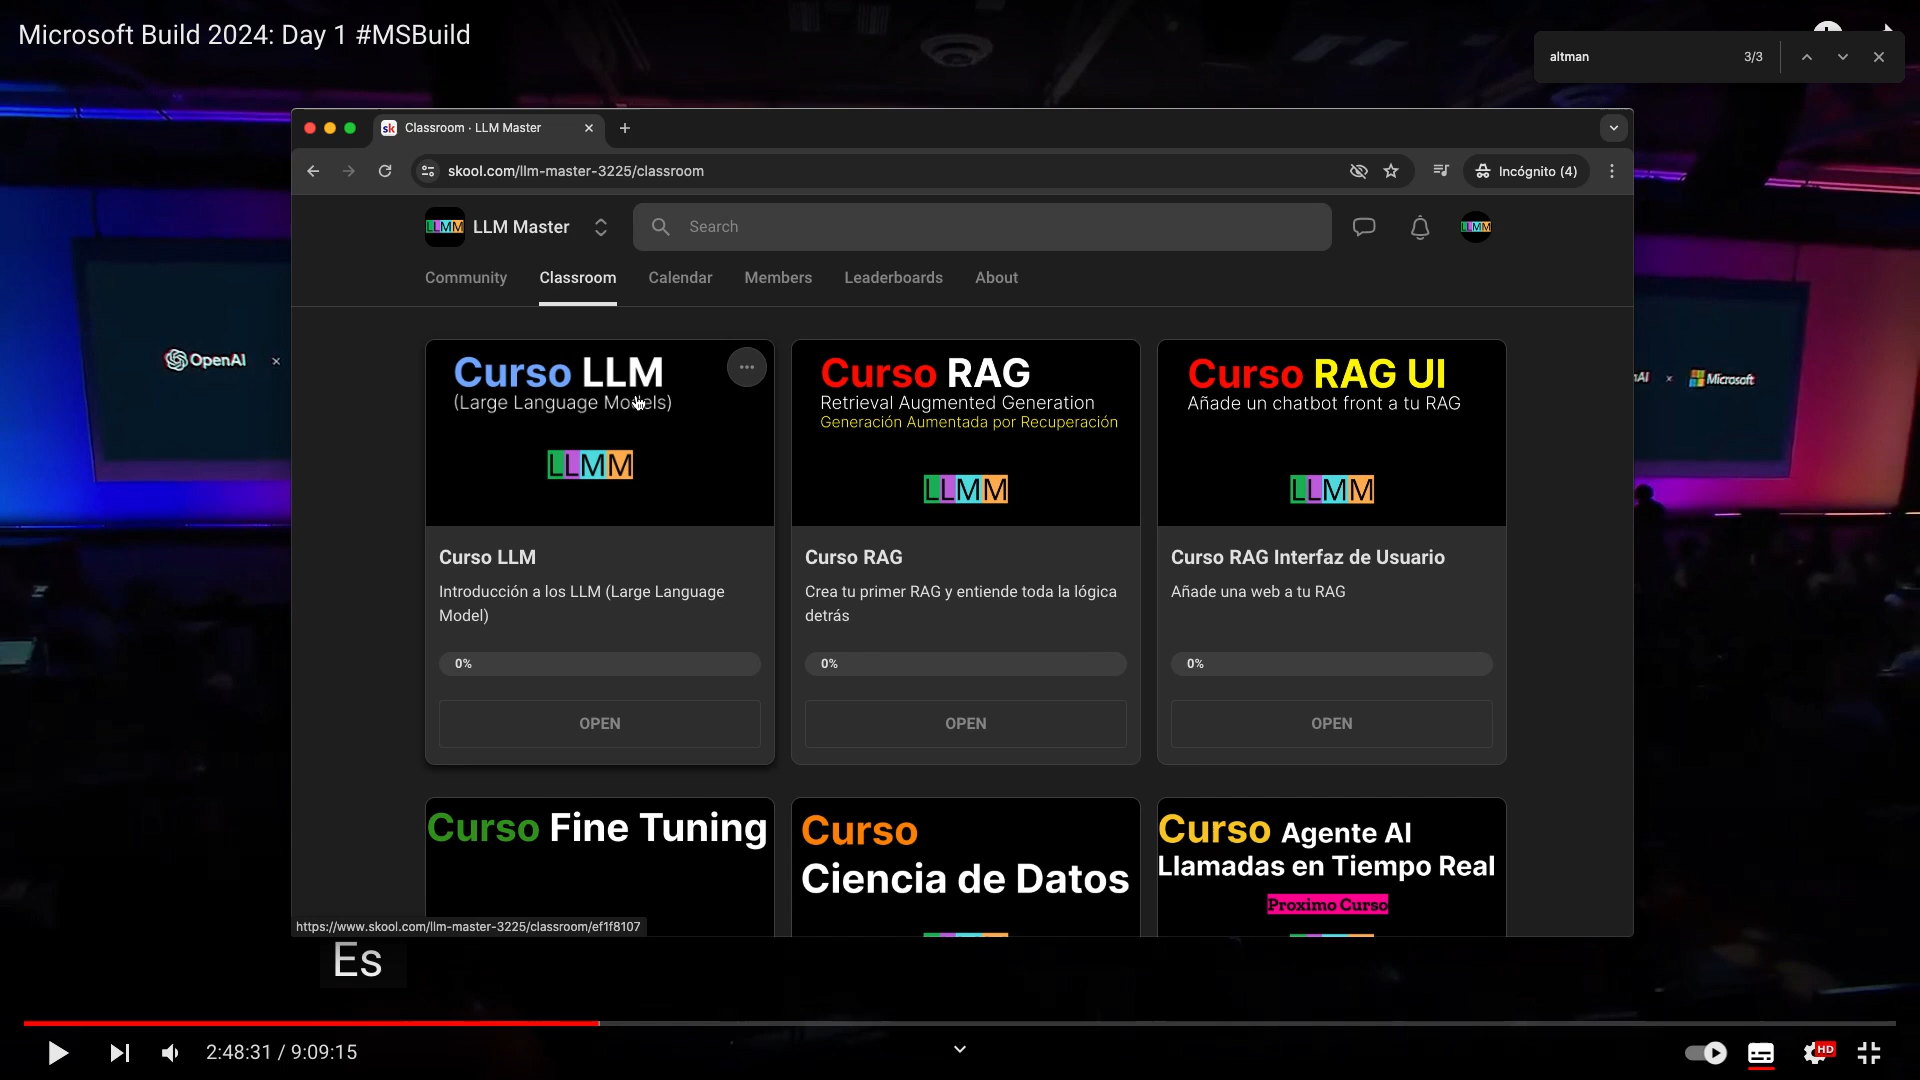 Microsoft Build 2024: Day 1 #MSBuild
altman
3/3
Classroom · LLM Master
skool.com/llm-master-3225/classroom
Incógnito (4)
LLMM
LLM Master
Search
LLMM
Community
Classroom
Calendar
Members
Leaderboards
About
OpenAI ×
AI × Microsoft
Curso LLM
(Large Language Models)
LLMM
Curso LLM
Introducción a los LLM (Large Language
Model)
0%
OPEN
Curso RAG
Retrieval Augmented Generation
Generación Aumentada por Recuperación
LLMM
Curso RAG
Crea tu primer RAG y entiende toda la lógica
detrás
0%
OPEN
Curso RAG UI
Añade un chatbot front a tu RAG
LLMM
Curso RAG Interfaz de Usuario
Añade una web a tu RAG
0%
OPEN
Curso Fine Tuning
Curso
Ciencia de Datos
Curso Agente AI
Llamadas en Tiempo Real
Proximo Curso
https://www.skool.com/llm-master-3225/classroom/ef1f8107
Es
2:48:31 / 9:09:15
HD